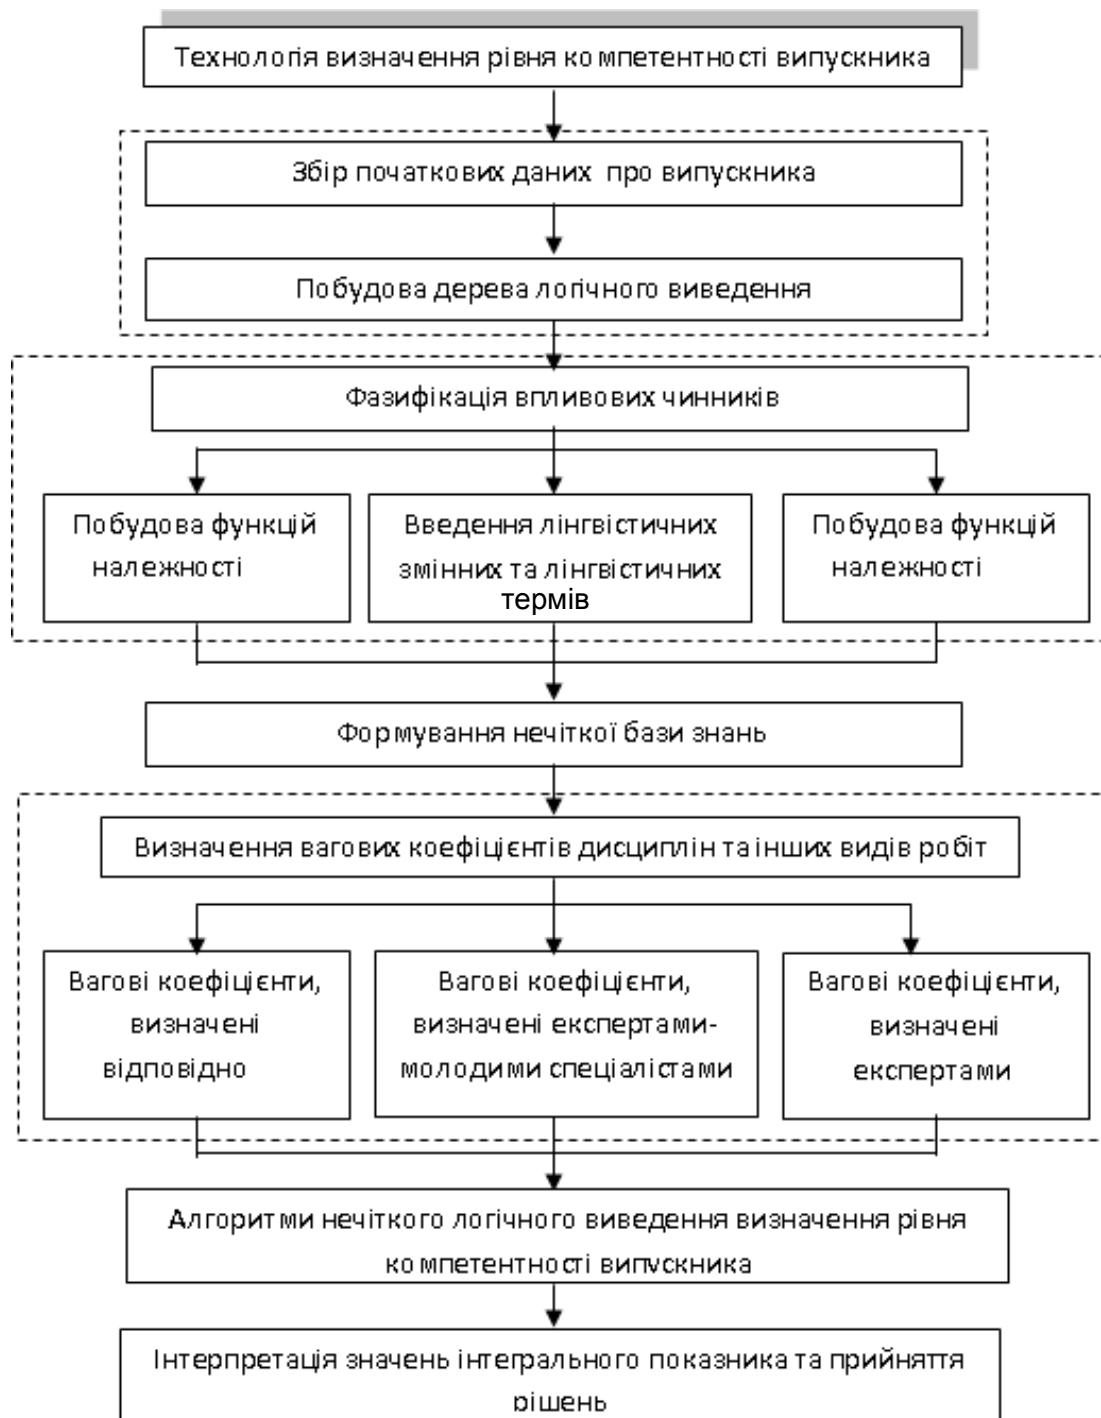 Технологія визначення рівня компетентності випускника
Збір початкових даних про випускника
Побудова дерева логічного виведення
Фазифікація впливових чинників
Побудова функцій
належності
Введення лінгвістичних
змінних та лінгвістичних
термів
Побудова функцій
належності
Формування нечіткої бази знань
Визначення вагових коефіцієнтів дисциплін та інших видів робіт
Вагові коефіцієнти,
визначені
відповідно
Вагові коефіцієнти,
визначені експертами-
молодими спеціалістами
Вагові коефіцієнти,
визначені
експертами
Алгоритми нечіткого логічного виведення визначення рівня
компетентності випускника
Інтерпретація значень інтегрального показника та прийняття
рішень